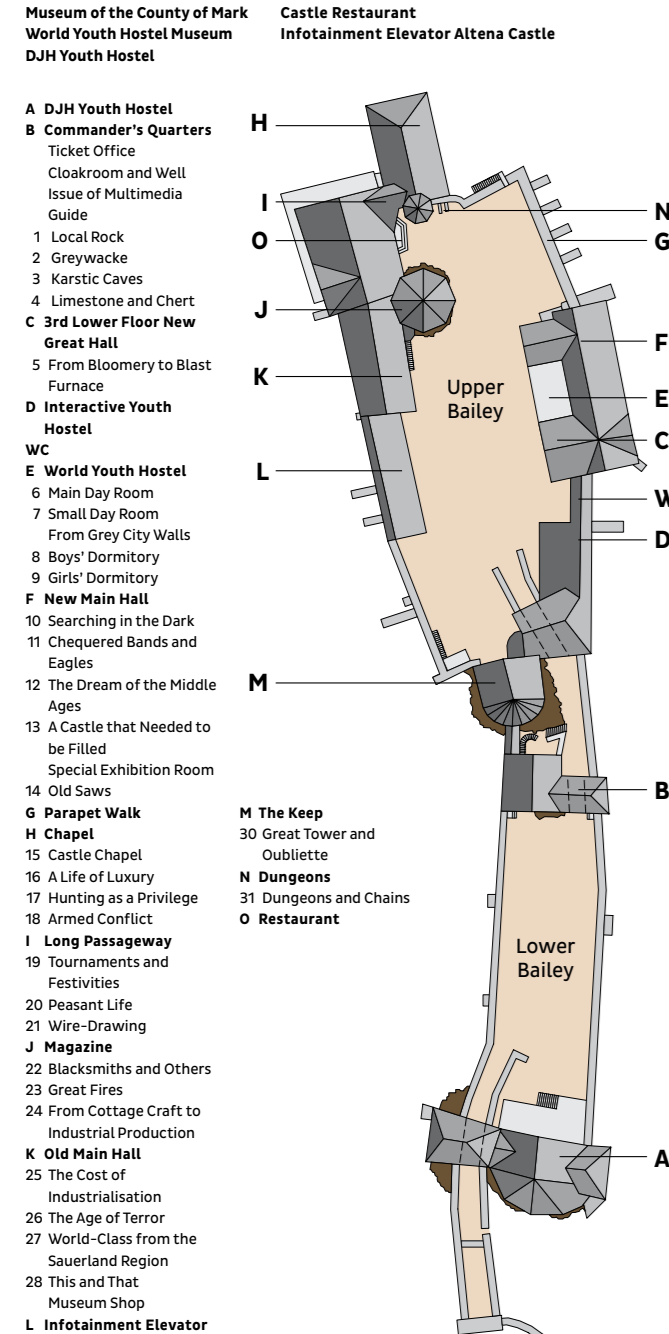 Museum of the County of Mark
World Youth Hostel Museum
DJH Youth Hostel
Castle Restaurant
Infotainment Elevator Altena Castle
A DJH Youth Hostel
B Commander's Quarters
Ticket Office
Cloakroom and Well
Issue of Multimedia
Guide
1 Local Rock
2 Greywacke
3 Karstic Caves
4 Limestone and Chert
C 3rd Lower Floor New
Great Hall
5 From Bloomery to Blast
Furnace
D Interactive Youth
Hostel
WC
E World Youth Hostel
6 Main Day Room
7 Small Day Room
From Grey City Walls
8 Boys' Dormitory
9 Girls' Dormitory
F New Main Hall
10 Searching in the Dark
11 Chequered Bands and
Eagles
12 The Dream of the Middle
Ages
13 A Castle that Needed to
be Filled
Special Exhibition Room
14 Old Saws
G Parapet Walk
H Chapel
15 Castle Chapel
16 A Life of Luxury
17 Hunting as a Privilege
18 Armed Conflict
I Long Passageway
19 Tournaments and
Festivities
20 Peasant Life
21 Wire-Drawing
J Magazine
22 Blacksmiths and Others
23 Great Fires
24 From Cottage Craft to
Industrial Production
K Old Main Hall
25 The Cost of
Industrialisation
26 The Age of Terror
27 World-Class from the
Sauerland Region
28 This and That
Museum Shop
L Infotainment Elevator
M The Keep
30 Great Tower and
Oubliette
N Dungeons
31 Dungeons and Chains
O Restaurant
H
I
O
J
K
L
M
N
G
F
E
C
W
D
B
A
Upper
Bailey
Lower
Bailey